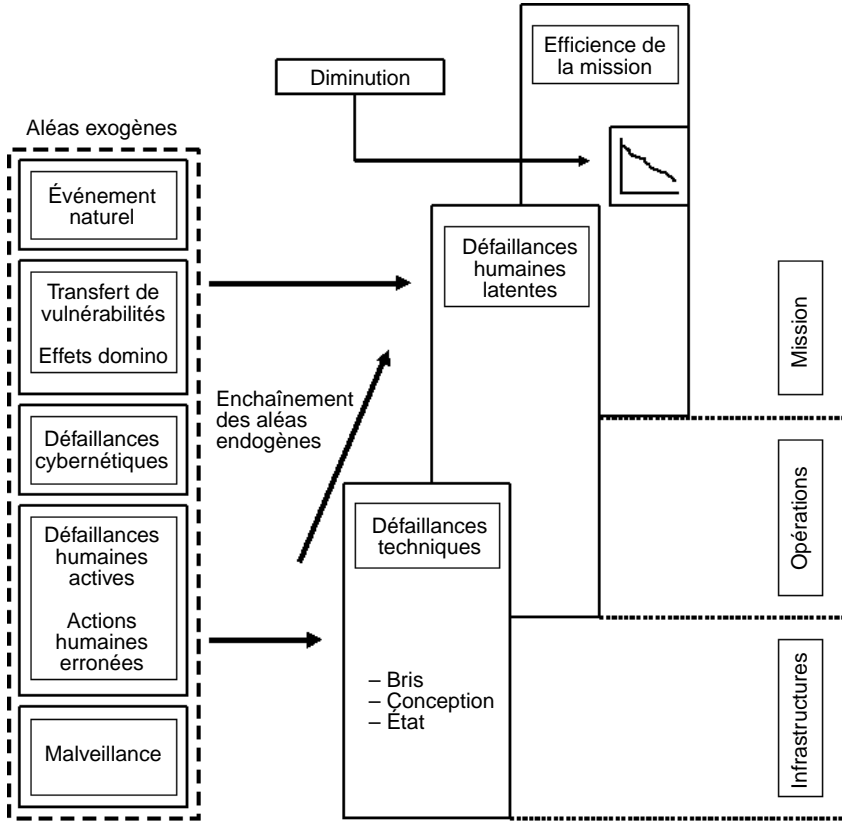 Efficience de
la mission
Diminution
Aléas exogènes
Événement
naturel
Transfert de
vulnérabilités
Effets domino
Défaillances
cybernétiques
Défaillances
humaines
actives
Actions
humaines
erronées
Malveillance
Enchaînement
des aléas
endogènes
Défaillances
humaines
latentes
Défaillances
techniques
– Bris
– Conception
– État
Mission
Opérations
Infrastructures